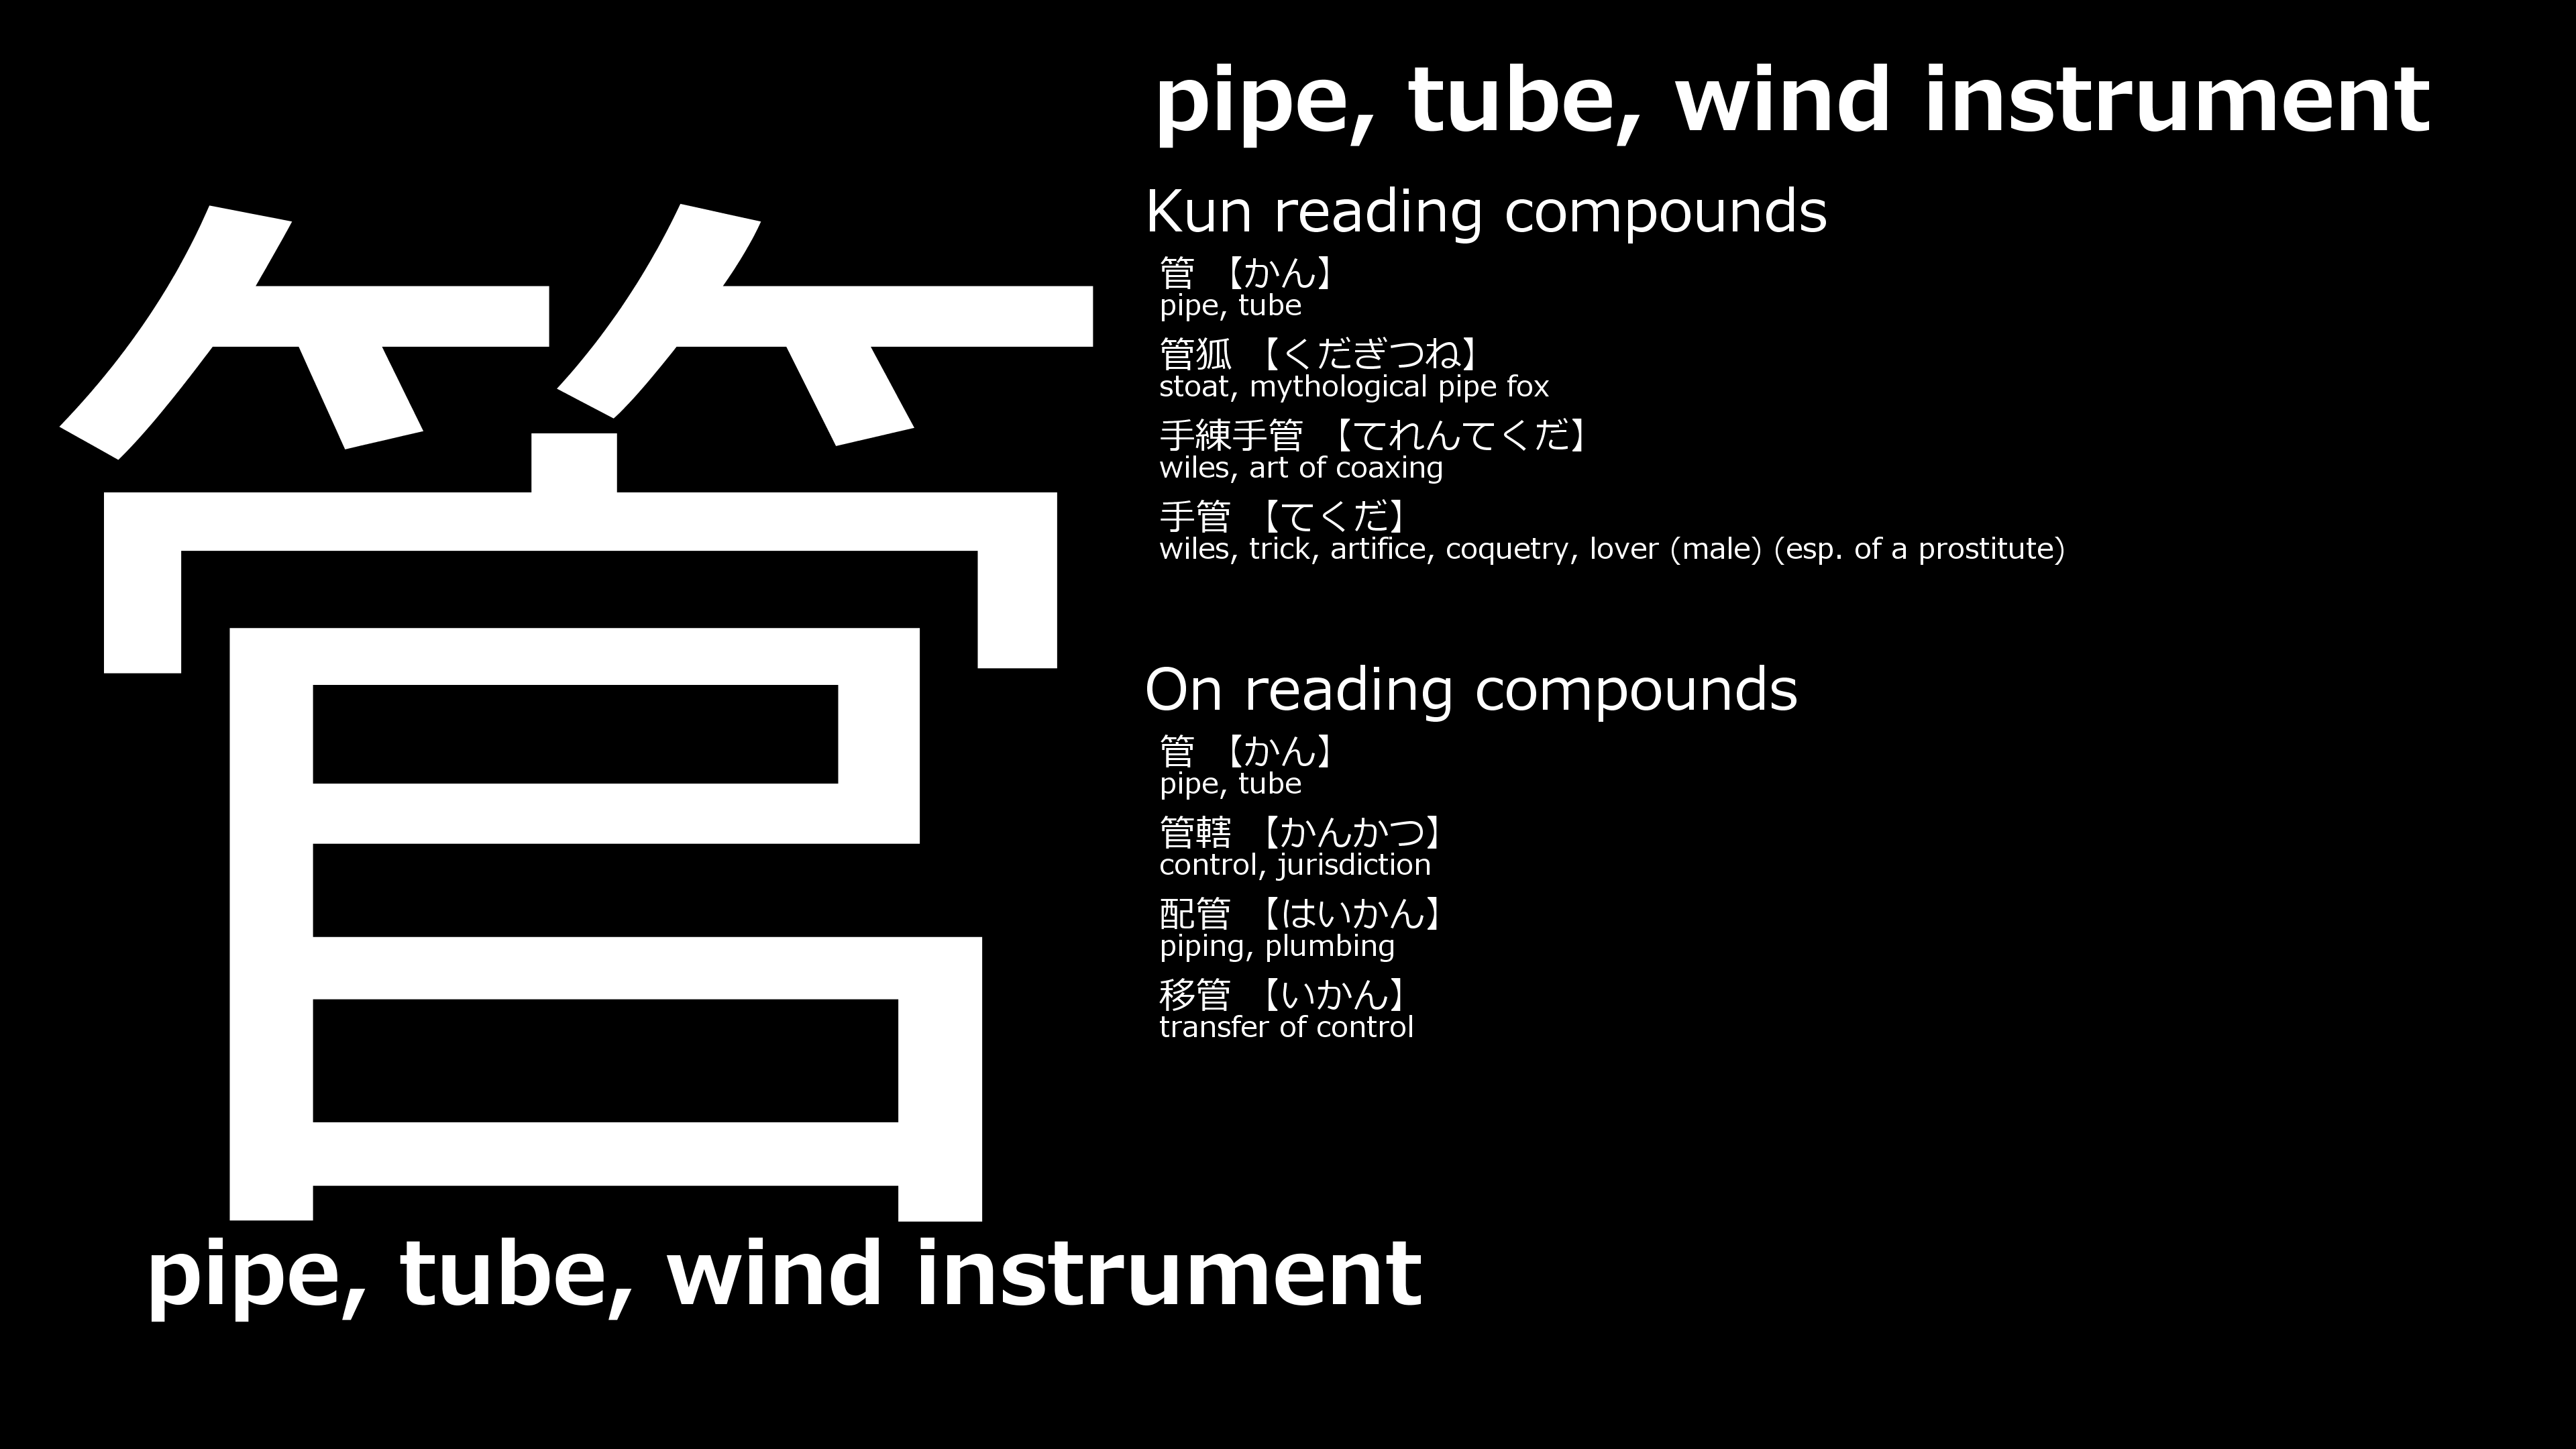 管
pipe, tube, wind instrument
pipe, tube, wind instrument
Kun reading compounds
管 【かん】
pipe, tube
管狐 【くだぎつね】
stoat, mythological pipe fox
手練手管 【てれんてくだ】
wiles, art of coaxing
手管 【てくだ】
wiles, trick, artifice, coquetry, lover (male) (esp. of a prostitute)
On reading compounds
管 【かん】
pipe, tube
管轄 【かんかつ】
control, jurisdiction
配管 【はいかん】
piping, plumbing
移管 【いかん】
transfer of control